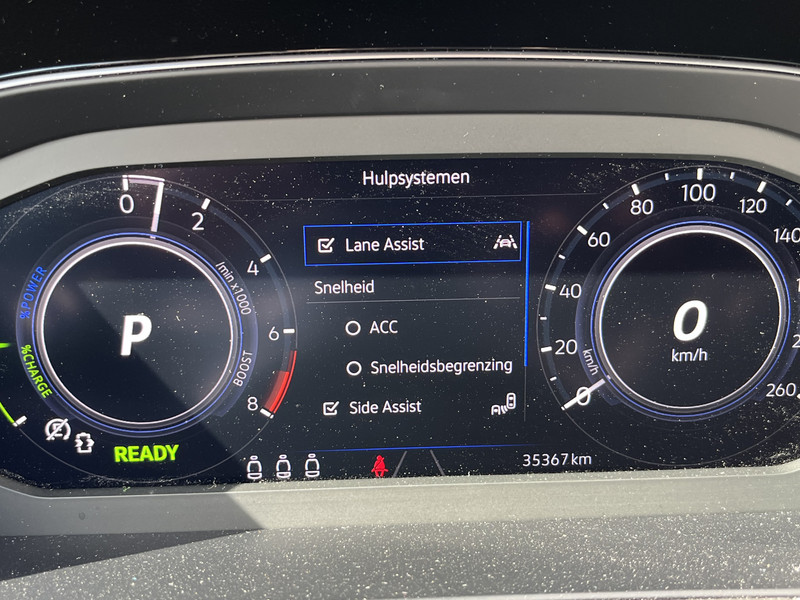 Hulpsystemen
Lane Assist
Snelheid
ACC
Snelheidsbegrenzing
Side Assist
0
2
4
6
8
/min x1000
BOOST
%POWER
%CHARGE
P
READY
0
20
40
60
80
100
120
140
260
km/h
0
km/h
35367 km